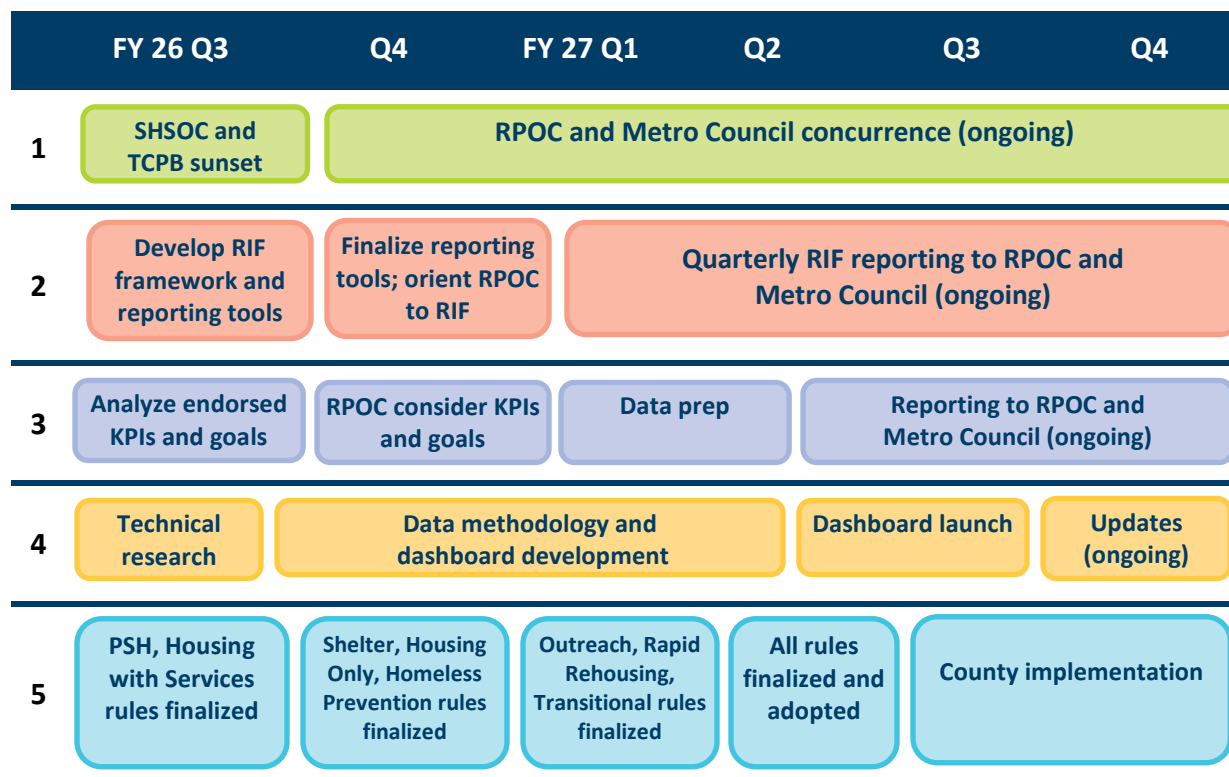 FY 26 Q3 Q4 FY 27 Q1 Q2 Q3 Q4
1
SHSOC and
TCPB sunset
RPOC and Metro Council concurrence (ongoing)
2
Develop RIF
framework and
reporting tools
Finalize reporting
tools; orient RPOC
to RIF
Quarterly RIF reporting to RPOC and
Metro Council (ongoing)
3
Analyze endorsed
KPIs and goals
RPOC consider KPIs
and goals
Data prep
Reporting to RPOC and
Metro Council (ongoing)
4
Technical
research
Data methodology and
dashboard development
Dashboard launch
Updates
(ongoing)
5
PSH, Housing
with Services
rules finalized
Shelter, Housing
Only, Homeless
Prevention rules
finalized
Outreach, Rapid
Rehousing,
Transitional rules
finalized
All rules
finalized and
adopted
County implementation